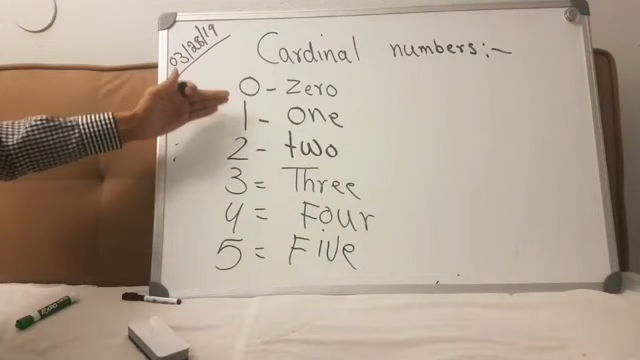 03/28/19
Cardinal numbers:~
0 - Zero
1 - One
2 - two
3 = Three
4 = Four
5 = Five